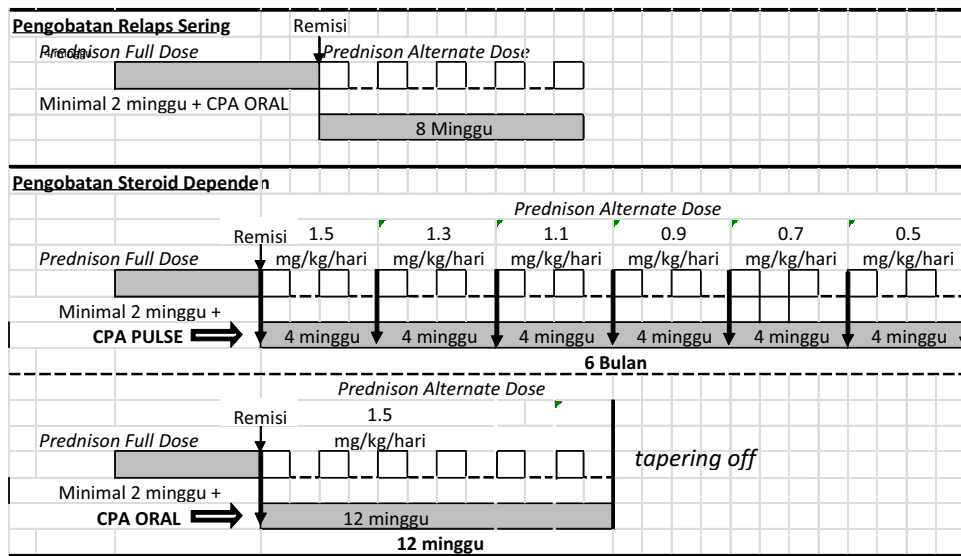 Pengobatan Relaps Sering
Remisi
Prednison Full Dose
4 minggu
Prednison Alternate Dose
Minimal 2 minggu + CPA ORAL
8 Minggu
Pengobatan Steroid Dependen
Prednison Alternate Dose
Remisi 1.5 1.3 1.1 0.9 0.7 0.5
Prednison Full Dose mg/kg/hari mg/kg/hari mg/kg/hari mg/kg/hari mg/kg/hari mg/kg/hari
Minimal 2 minggu +
CPA PULSE 4 minggu 4 minggu 4 minggu 4 minggu 4 minggu 4 minggu
6 Bulan
Prednison Alternate Dose
Remisi 1.5
Prednison Full Dose mg/kg/hari
tapering off
Minimal 2 minggu +
CPA ORAL 12 minggu
12 minggu